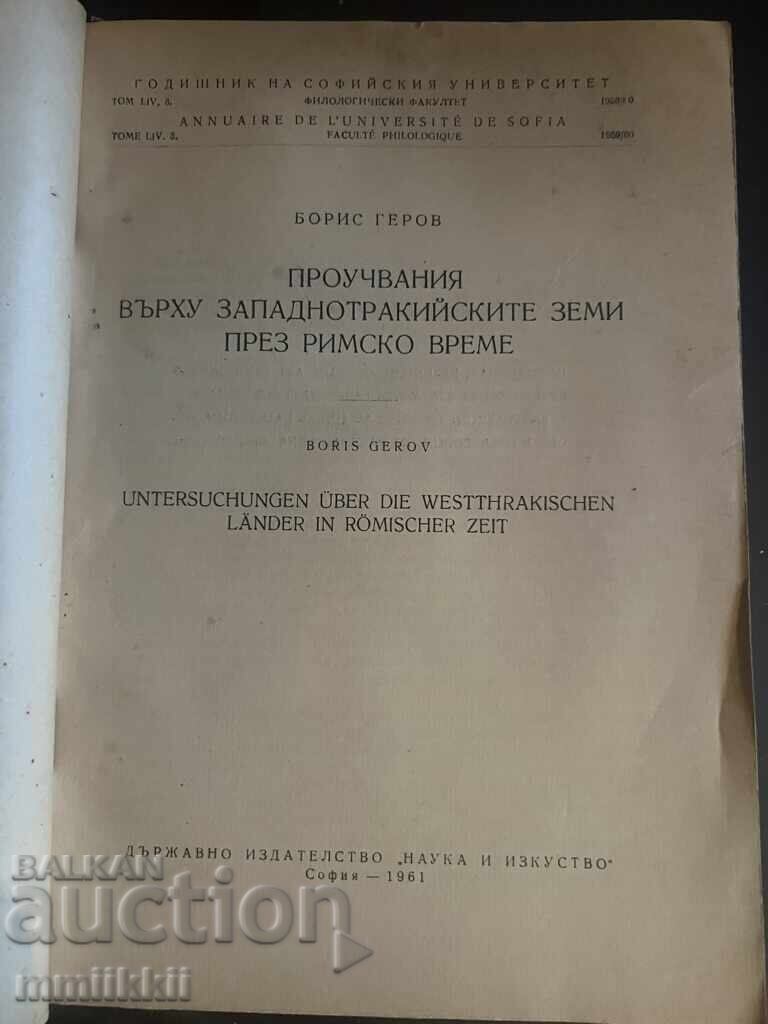 ГОДИШНИК НА СОФИЙСКИЯ УНИВЕРСИТЕТ
ТОМ LIV, 3. ФИЛОЛОГИЧЕСКИ ФАКУЛТЕТ
ANNUAIRE DE L'UNIVERSITÉ DE SOFIA
TOME LIV. 3. FACULTÉ PHILOLOGIQUE 1959/60
БОРИС ГЕРОВ
ПРОУЧВАНИЯ
ВЪРХУ ЗАПАДНОТРАКИЙСКИТЕ ЗЕМИ
ПРЕЗ РИМСКО ВРЕМЕ
BORIS GEROV
UNTERSUCHUNGEN ÜBER DIE WESTTHRAKISCHEN
LÄNDER IN RÖMISCHER ZEIT
ДЪРЖАВНО ИЗДАТЕЛСТВО „НАУКА И ИЗКУСТВО"
София — 1961
BALKAN
auction
mmiikkii